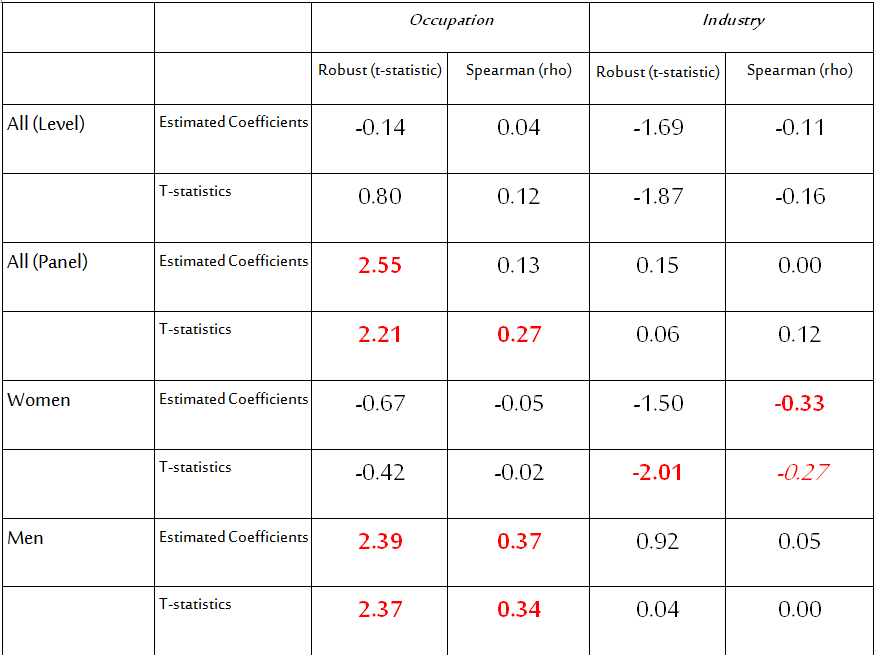 Occupation Industry
Robust (t-statistic) Spearman (rho) Robust (t-statistic) Spearman (rho)
All (Level) Estimated Coefficients -0.14 0.04 -1.69 -0.11
T-statistics 0.80 0.12 -1.87 -0.16
All (Panel) Estimated Coefficients 2.55 0.13 0.15 0.00
T-statistics 2.21 0.27 0.06 0.12
Women Estimated Coefficients -0.67 -0.05 -1.50 -0.33
T-statistics -0.42 -0.02 -2.01 -0.27
Men Estimated Coefficients 2.39 0.37 0.92 0.05
T-statistics 2.37 0.34 0.04 0.00